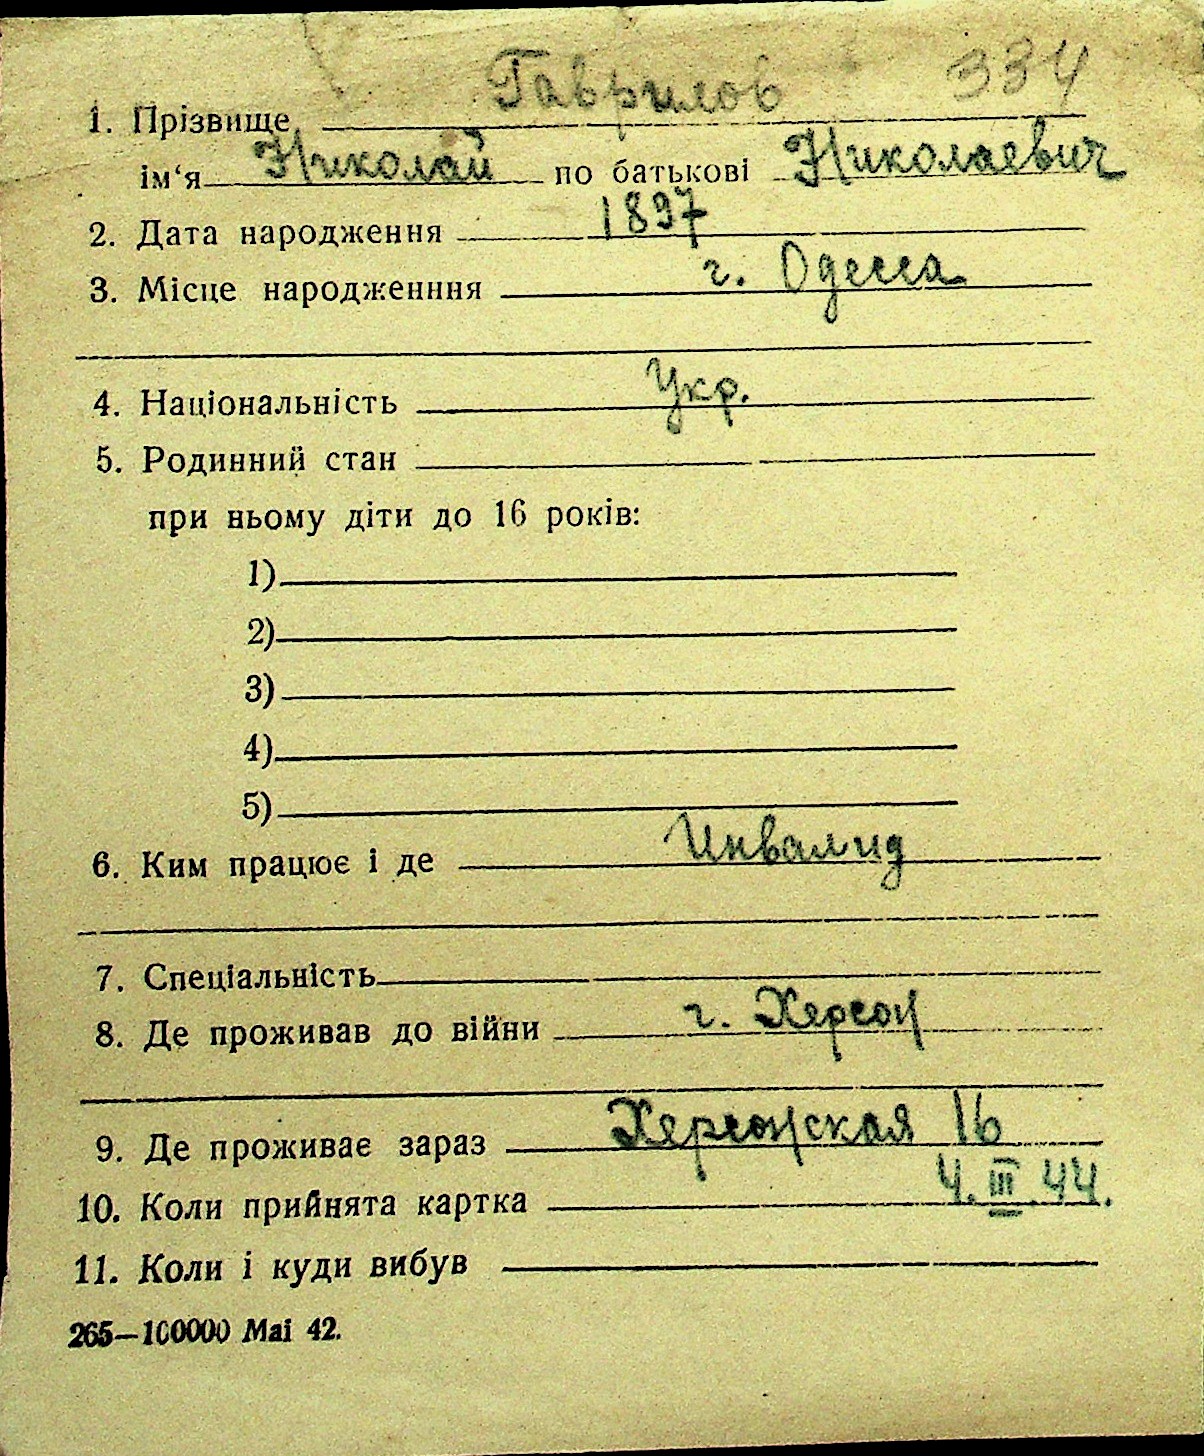 334
1. Прізвище Гаврилов
ім‘я Николай по батькові Николаевич
2. Дата народження 1897
3. Місце народженння г. Одесса
4. Національність Укр.
5. Родинний стан
при ньому діти до 16 років:
1)
2)
3)
4)
5)
6. Ким працює і де Инвалид
7. Спеціальність
8. Де проживав до війни г. Херсон
9. Де проживає зараз Херсонская 16
10. Коли прийнята картка 4.III.44.
11. Коли і куди вибув
265—100000 Mai 42.